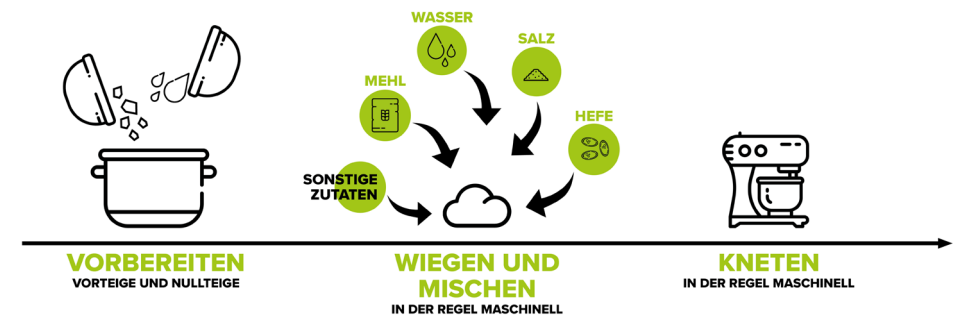 WASSER
SALZ
MEHL
HEFE
SONSTIGE
ZUTATEN
VORBEREITEN
VORTEIGE UND NULLTEIGE
WIEGEN UND
MISCHEN
IN DER REGEL MASCHINELL
KNETEN
IN DER REGEL MASCHINELL